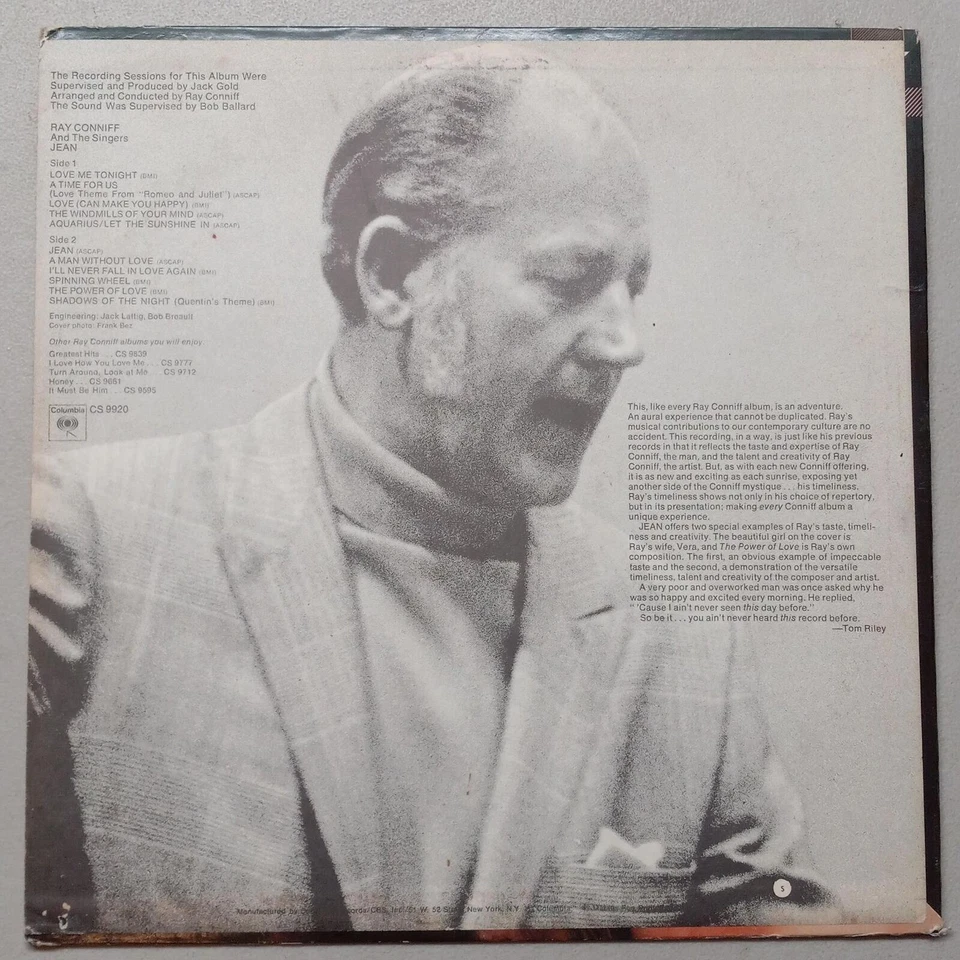 The Recording Sessions for This Album Were
Supervised and Produced by Jack Gold
Arranged and Conducted by Ray Conniff
The Sound Was Supervised by Bob Ballard
RAY CONNIFF
And The Singers
JEAN
Side 1
LOVE ME TONIGHT (BMI)
A TIME FOR US
(Love Theme From "Romeo and Juliet") (ASCAP)
LOVE (CAN MAKE YOU HAPPY) (BMI)
THE WINDMILLS OF YOUR MIND (ASCAP)
AQUARIUS/LET THE SUNSHINE IN (ASCAP)
Side 2
JEAN (ASCAP)
A MAN WITHOUT LOVE (ASCAP)
I'LL NEVER FALL IN LOVE AGAIN (BMI)
SPINNING WHEEL (BMI)
THE POWER OF LOVE (BMI)
SHADOWS OF THE NIGHT (Quentin's Theme) (BMI)
Engineering: Jack Lattig, Bob Breault
Cover photo: Frank Bez
Other Ray Conniff albums you will enjoy
Greatest Hits . . . CS 9839
I Love How You Love Me . . . CS 9777
Turn Around, Look at Me . . . CS 9712
Honey . . . CS 9661
It Must Be Him . . . CS 9595
Columbia CS 9920
This, like every Ray Conniff album, is an adventure.
An aural experience that cannot be duplicated. Ray's
musical contributions to our contemporary culture are no
accident. This recording, in a way, is just like his previous
records in that it reflects the taste and expertise of Ray
Conniff, the man, and the talent and creativity of Ray
Conniff, the artist. But, as with each new Conniff offering,
it is as new and exciting as each sunrise, exposing yet
another side of the Conniff mystique . . . his timeliness.
Ray's timeliness shows not only in his choice of repertory,
but in its presentation; making every Conniff album a
unique experience.
JEAN offers two special examples of Ray's taste, timeli-
ness and creativity. The beautiful girl on the cover is
Ray's wife, Vera, and The Power of Love is Ray's own
composition. The first, an obvious example of impeccable
taste and the second, a demonstration of the versatile
timeliness, talent and creativity of the composer and artist.
A very poor and overworked man was once asked why he
was so happy and excited every morning. He replied,
" 'Cause I ain't never seen this day before."
So be it . . . you ain't never heard this record before.
—Tom Riley
5
Manufactured by Records/CBS, Inc./51 W. 52 New York, N.Y.